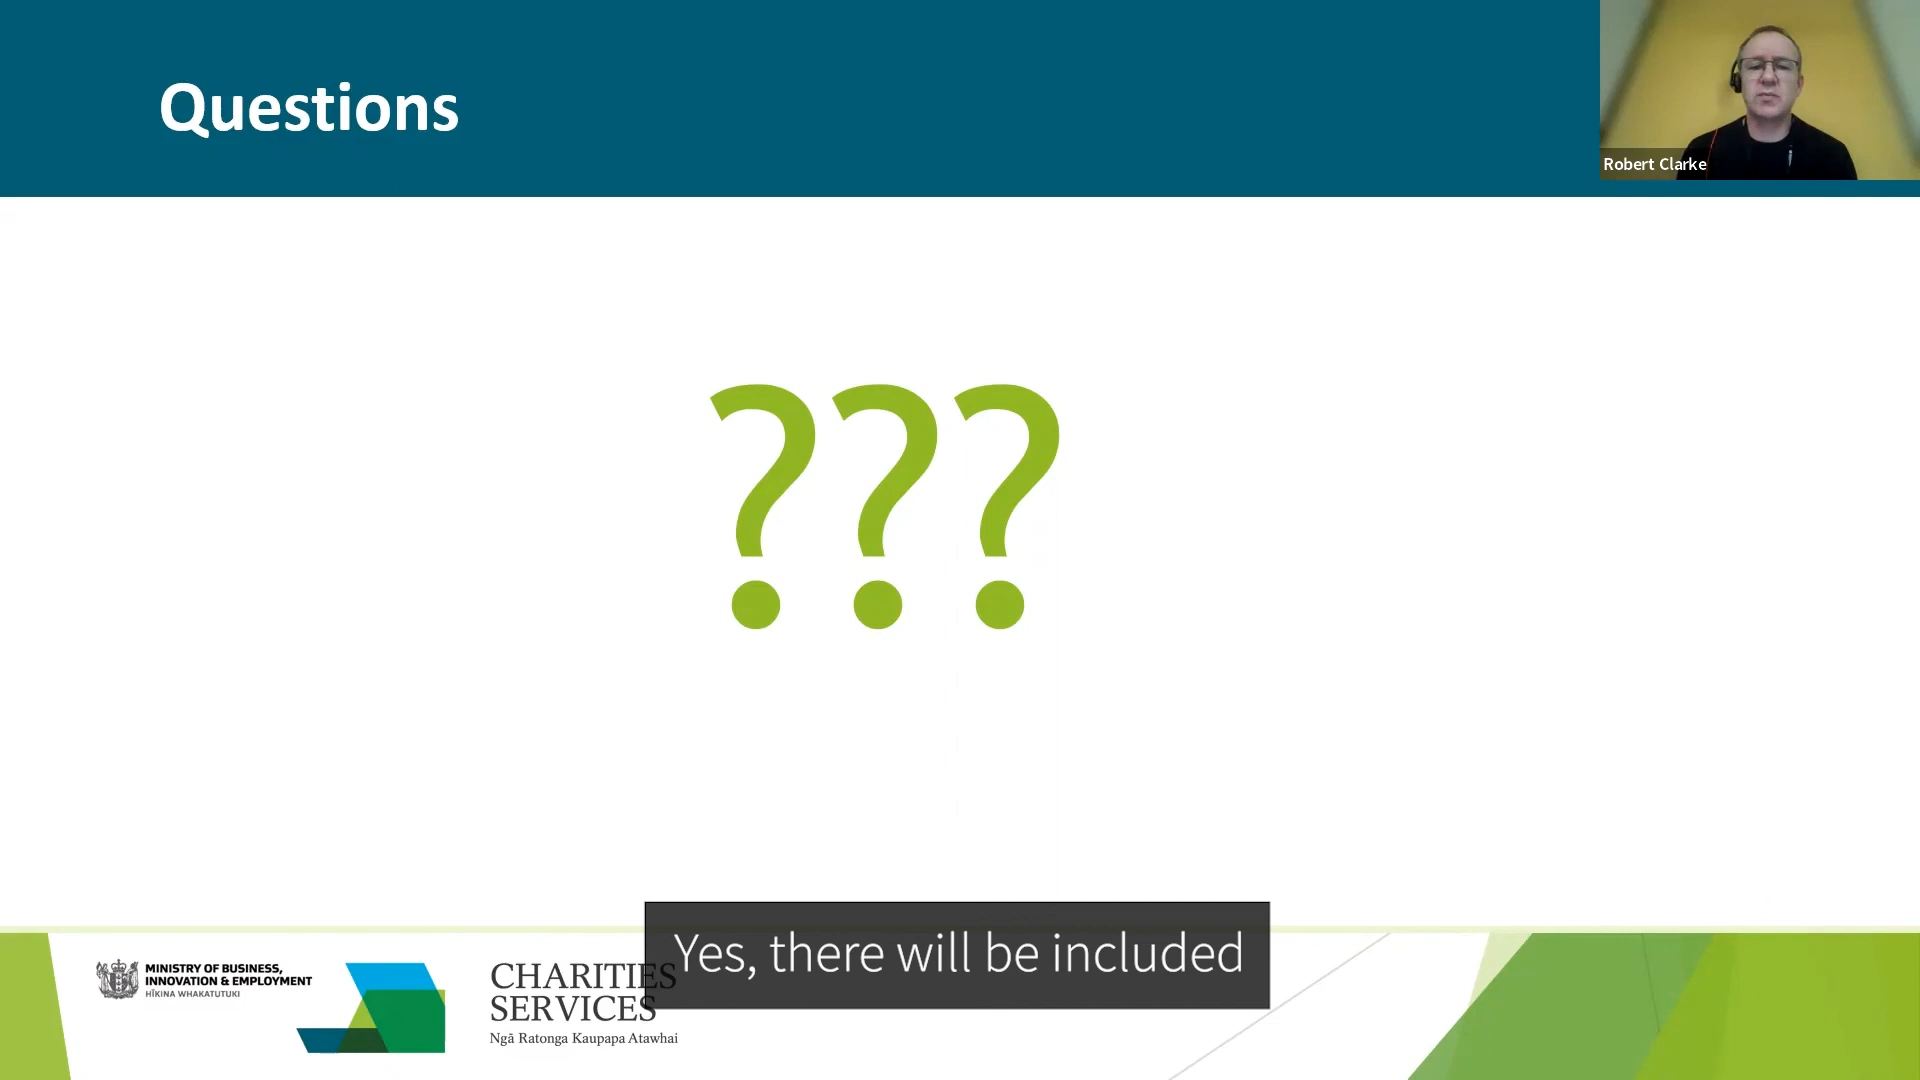 Questions
Robert Clarke
???
Yes, there will be included
MINISTRY OF BUSINESS,
INNOVATION & EMPLOYMENT
HĪKINA WHAKATUTUKI
CHARITIES
SERVICES
Ngā Ratonga Kaupapa Atawhai